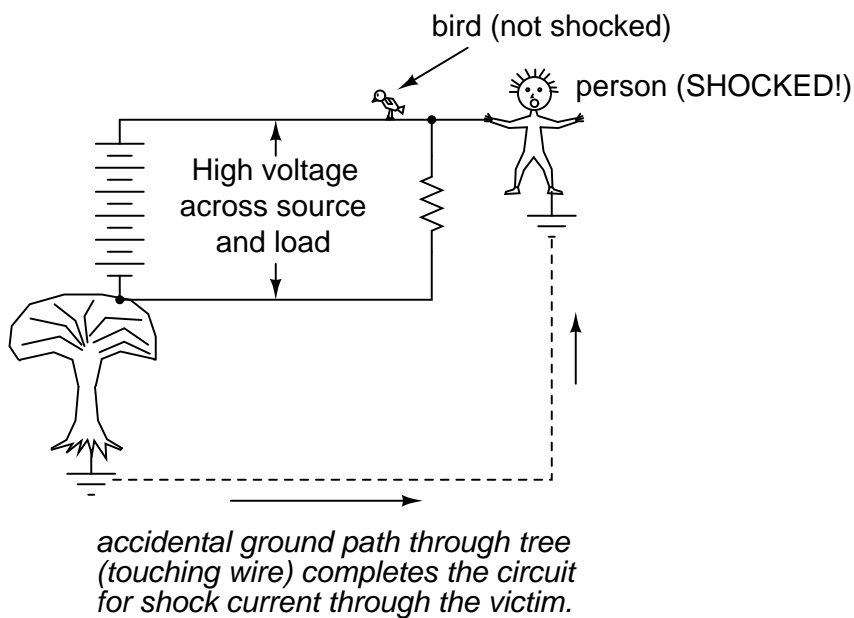 bird (not shocked)
person (SHOCKED!)
High voltage
across source
and load
accidental ground path through tree
(touching wire) completes the circuit
for shock current through the victim.